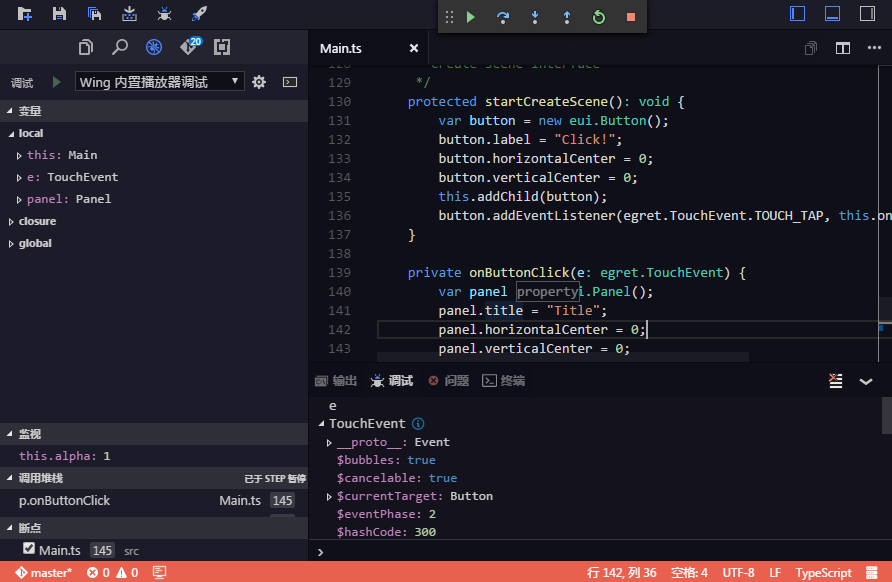 20
调试
Wing 内置播放器调试
变量
local
this: Main
e: TouchEvent
panel: Panel
closure
global
监视
this.alpha: 1
调用堆栈
已于 STEP 暂停
p.onButtonClick
Main.ts
145
断点
Main.ts 145 src
Main.ts
129 */
130 protected startCreateScene(): void {
131 var button = new eui.Button();
132 button.label = "Click!";
133 button.horizontalCenter = 0;
134 button.verticalCenter = 0;
135 this.addChild(button);
136 button.addEventListener(egret.TouchEvent.TOUCH_TAP, this.on
137 }
138
139 private onButtonClick(e: egret.TouchEvent) {
140 var panel property i.Panel();
141 panel.title = "Title";
142 panel.horizontalCenter = 0;
143 panel.verticalCenter = 0;
输出 调试 问题 终端
e
TouchEvent
__proto__: Event
$bubbles: true
$cancelable: true
$currentTarget: Button
$eventPhase: 2
$hashCode: 300
master* 0 0
行 142, 列 36 空格: 4 UTF-8 LF TypeScript